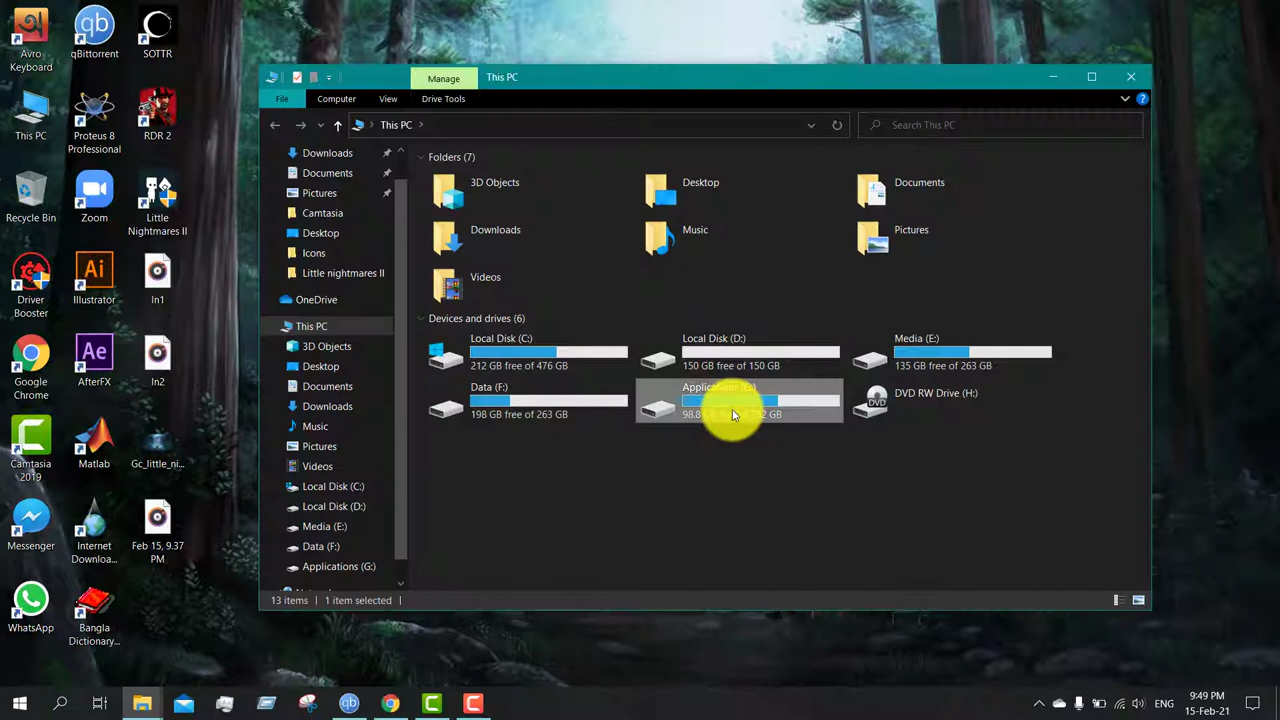 Avro
Keyboard
qBittorrent
SOTTR
This PC
Proteus 8
Professional
RDR 2
Recycle Bin
Zoom
Little
Nightmares II
Driver
Booster
Ai
Illustrator
ln1
Google
Chrome
Ae
AfterFX
ln2
Camtasia
2019
Matlab
Gc_little_ni...
Messenger
Internet
Downloa...
Feb 15, 9.37
PM
WhatsApp
Bangla
Dictionary...
Manage
This PC
File
Computer
View
Drive Tools
This PC
Search This PC
Downloads
Documents
Pictures
Camtasia
Desktop
Icons
Little nightmares II
OneDrive
This PC
3D Objects
Desktop
Documents
Downloads
Music
Pictures
Videos
Local Disk (C:)
Local Disk (D:)
Media (E:)
Data (F:)
Applications (G:)
Folders (7)
3D Objects
Desktop
Documents
Downloads
Music
Pictures
Videos
Devices and drives (6)
Local Disk (C:)
212 GB free of 476 GB
Local Disk (D:)
150 GB free of 150 GB
Media (E:)
135 GB free of 263 GB
Data (F:)
198 GB free of 263 GB
Applications (G:)
98.8 GB
DVD
DVD RW Drive (H:)
13 items
1 item selected
ENG
9:49 PM
15-Feb-21